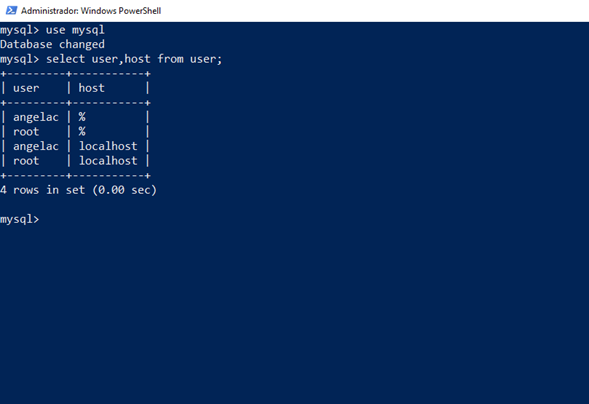 Administrador: Windows PowerShell
mysql> use mysql
Database changed
mysql> select user,host from user;
+---------+-----------+
| user    | host      |
+---------+-----------+
| angelac | %         |
| root    | %         |
| angelac | localhost |
| root    | localhost |
+---------+-----------+
4 rows in set (0.00 sec)
mysql>